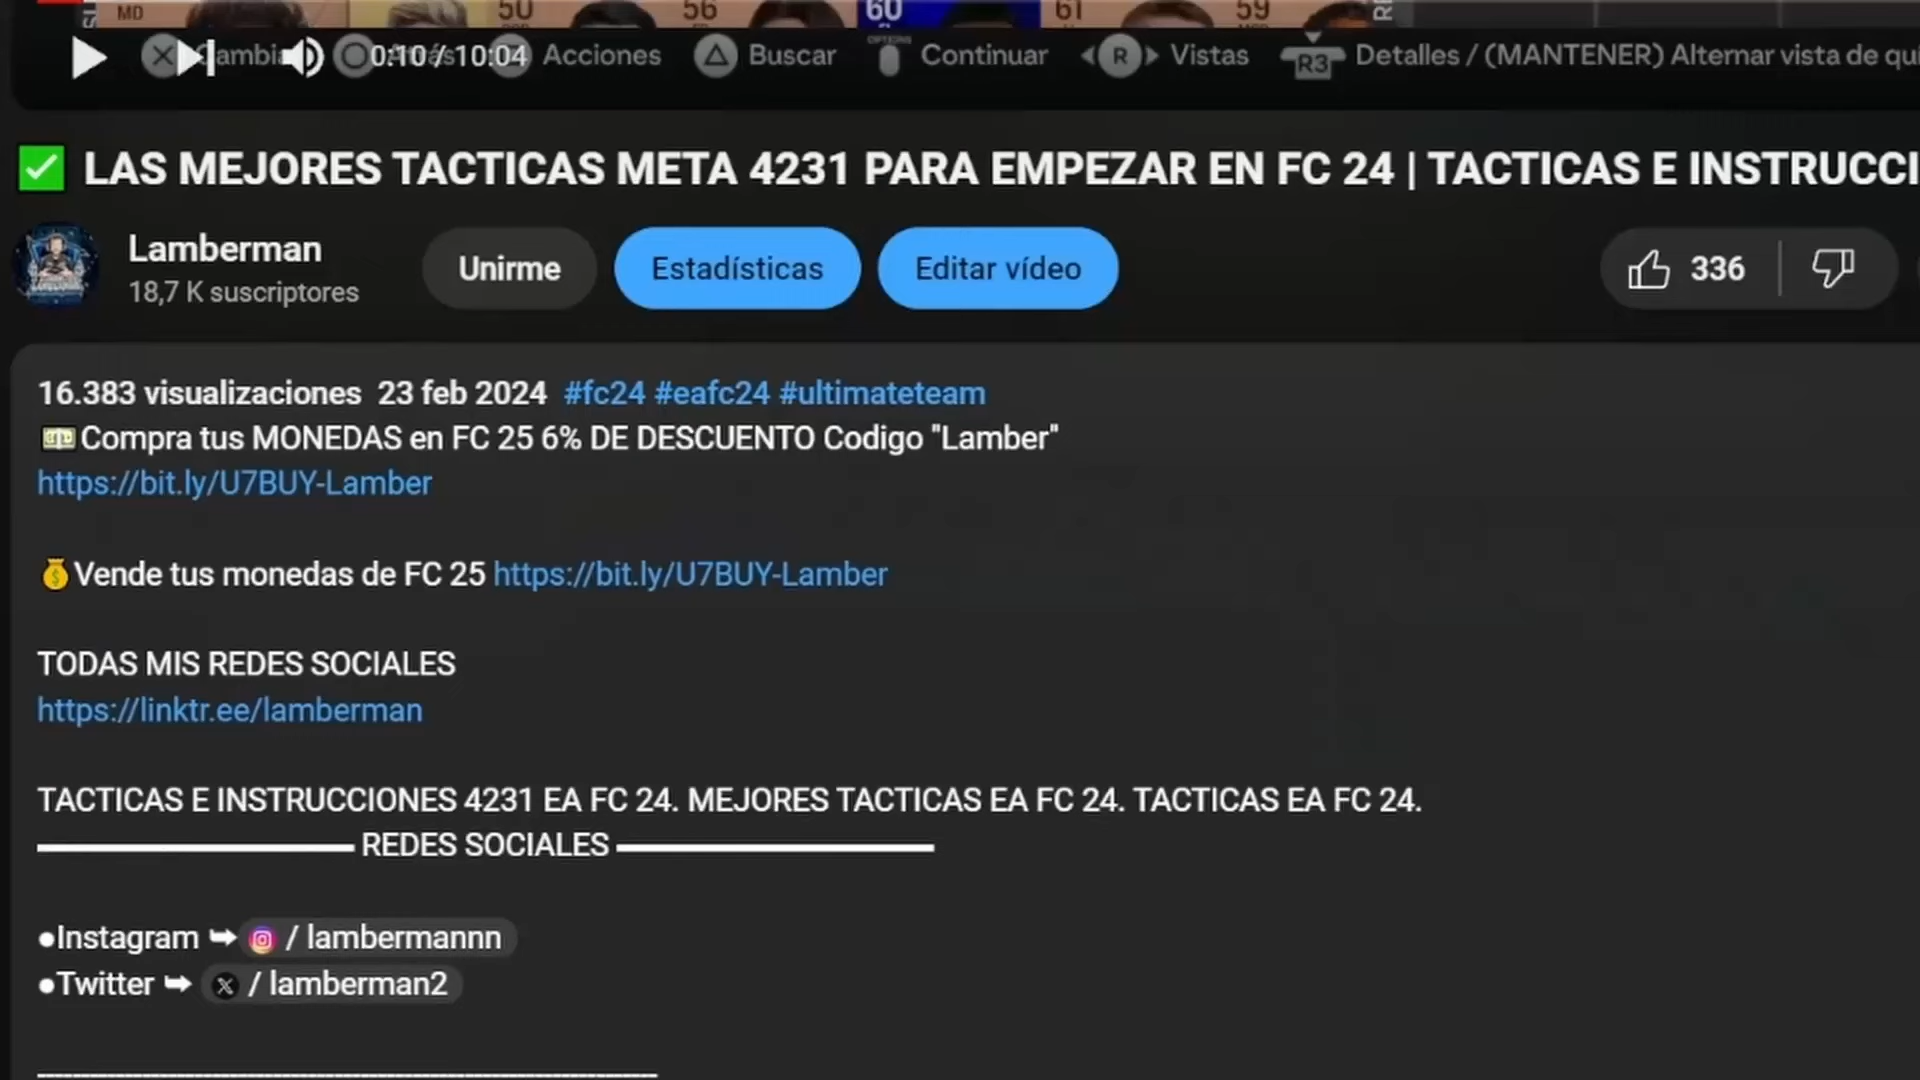 MD 50 56 60 61 59
Cambia Atrás Acciones Buscar OPTIONS Continuar R Vistas R3 Detalles / (MANTENER) Alternar vista de qu
0:10 / 10:04
LAS MEJORES TACTICAS META 4231 PARA EMPEZAR EN FC 24 | TACTICAS E INSTRUCCI
Lamberman
18,7 K suscriptores
Unirme
Estadísticas
Editar vídeo
336
16.383 visualizaciones 23 feb 2024 #fc24 #eafc24 #ultimateteam
Compra tus MONEDAS en FC 25 6% DE DESCUENTO Codigo "Lamber"
https://bit.ly/U7BUY-Lamber
Vende tus monedas de FC 25 https://bit.ly/U7BUY-Lamber
TODAS MIS REDES SOCIALES
https://linktr.ee/lamberman
TACTICAS E INSTRUCCIONES 4231 EA FC 24. MEJORES TACTICAS EA FC 24. TACTICAS EA FC 24.
REDES SOCIALES
●Instagram ➥ / lambermannn
●Twitter ➥ / lamberman2